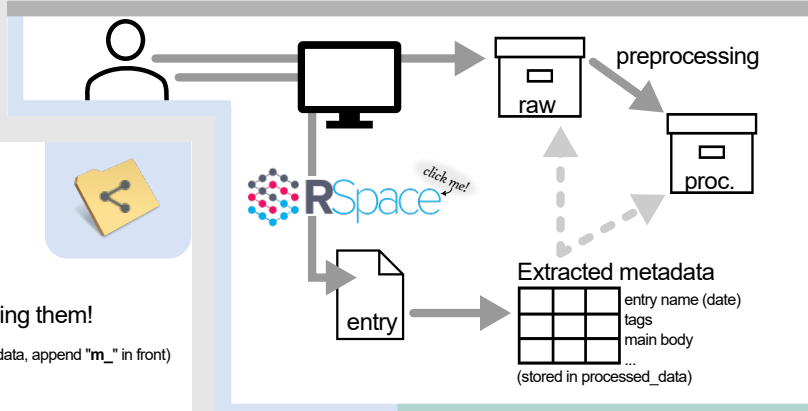 preprocessing
raw
proc.
click me!
RSpace
entry
Extracted metadata
entry name (date)
tags
main body
...
(stored in processed_data)
ing them!
data, append "m_" in front)